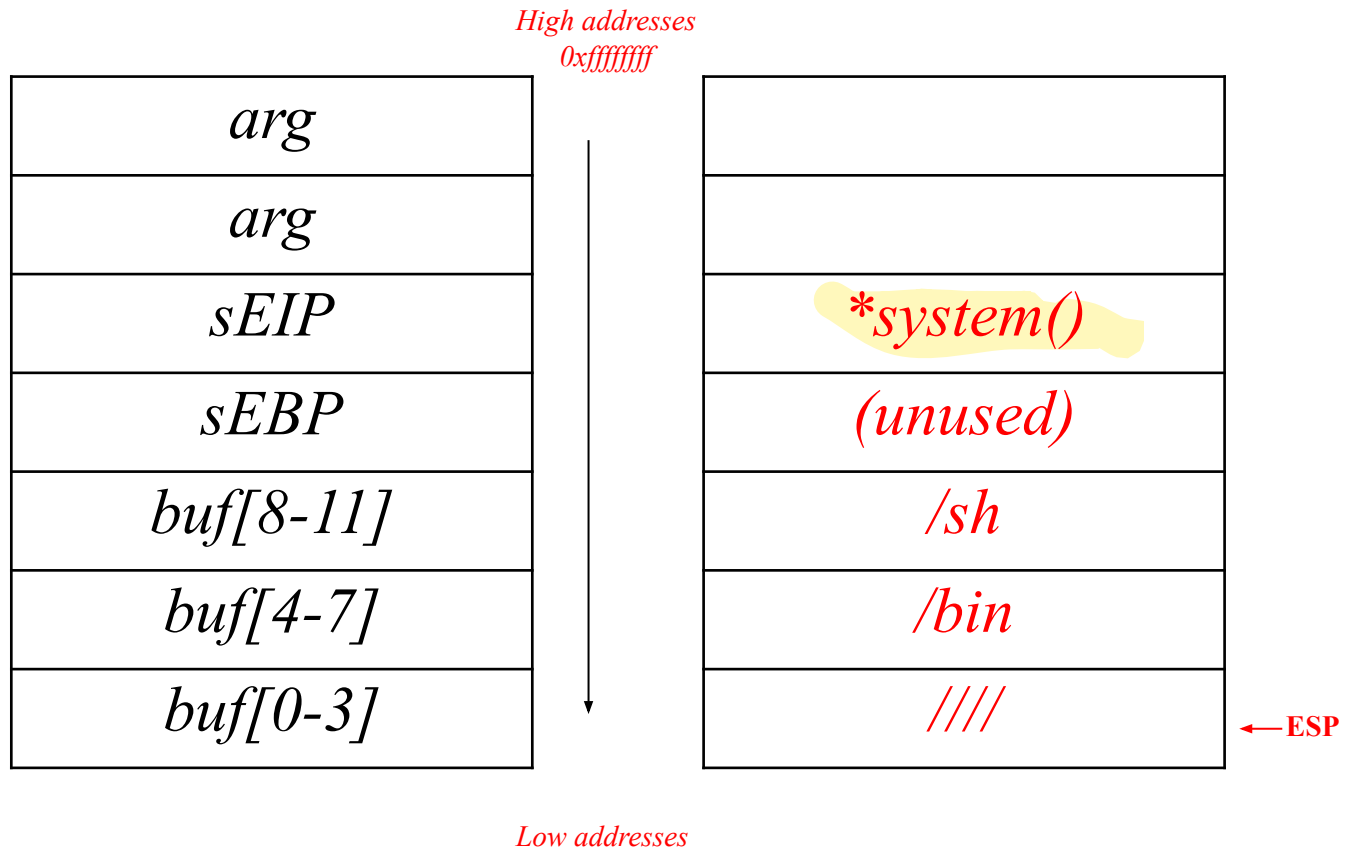 High addresses
0xffffffff
arg
arg
sEIP
*system()
sEBP
(unused)
buf[8-11]
/sh
buf[4-7]
/bin
buf[0-3]
////
ESP
Low addresses